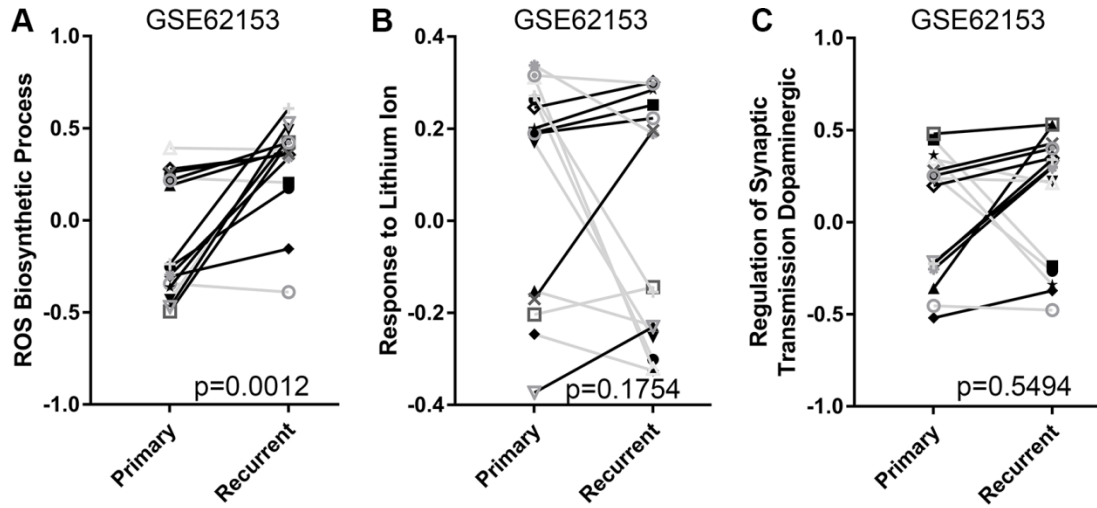 A
GSE62153
ROS Biosynthetic Process
1.0
0.5
0.0
-0.5
-1.0
p=0.0012
Primary
Recurrent
B
GSE62153
Response to Lithium Ion
0.4
0.2
0.0
-0.2
-0.4
p=0.1754
Primary
Recurrent
C
GSE62153
Regulation of Synaptic
Transmission Dopaminergic
1.0
0.5
0.0
-0.5
-1.0
p=0.5494
Primary
Recurrent